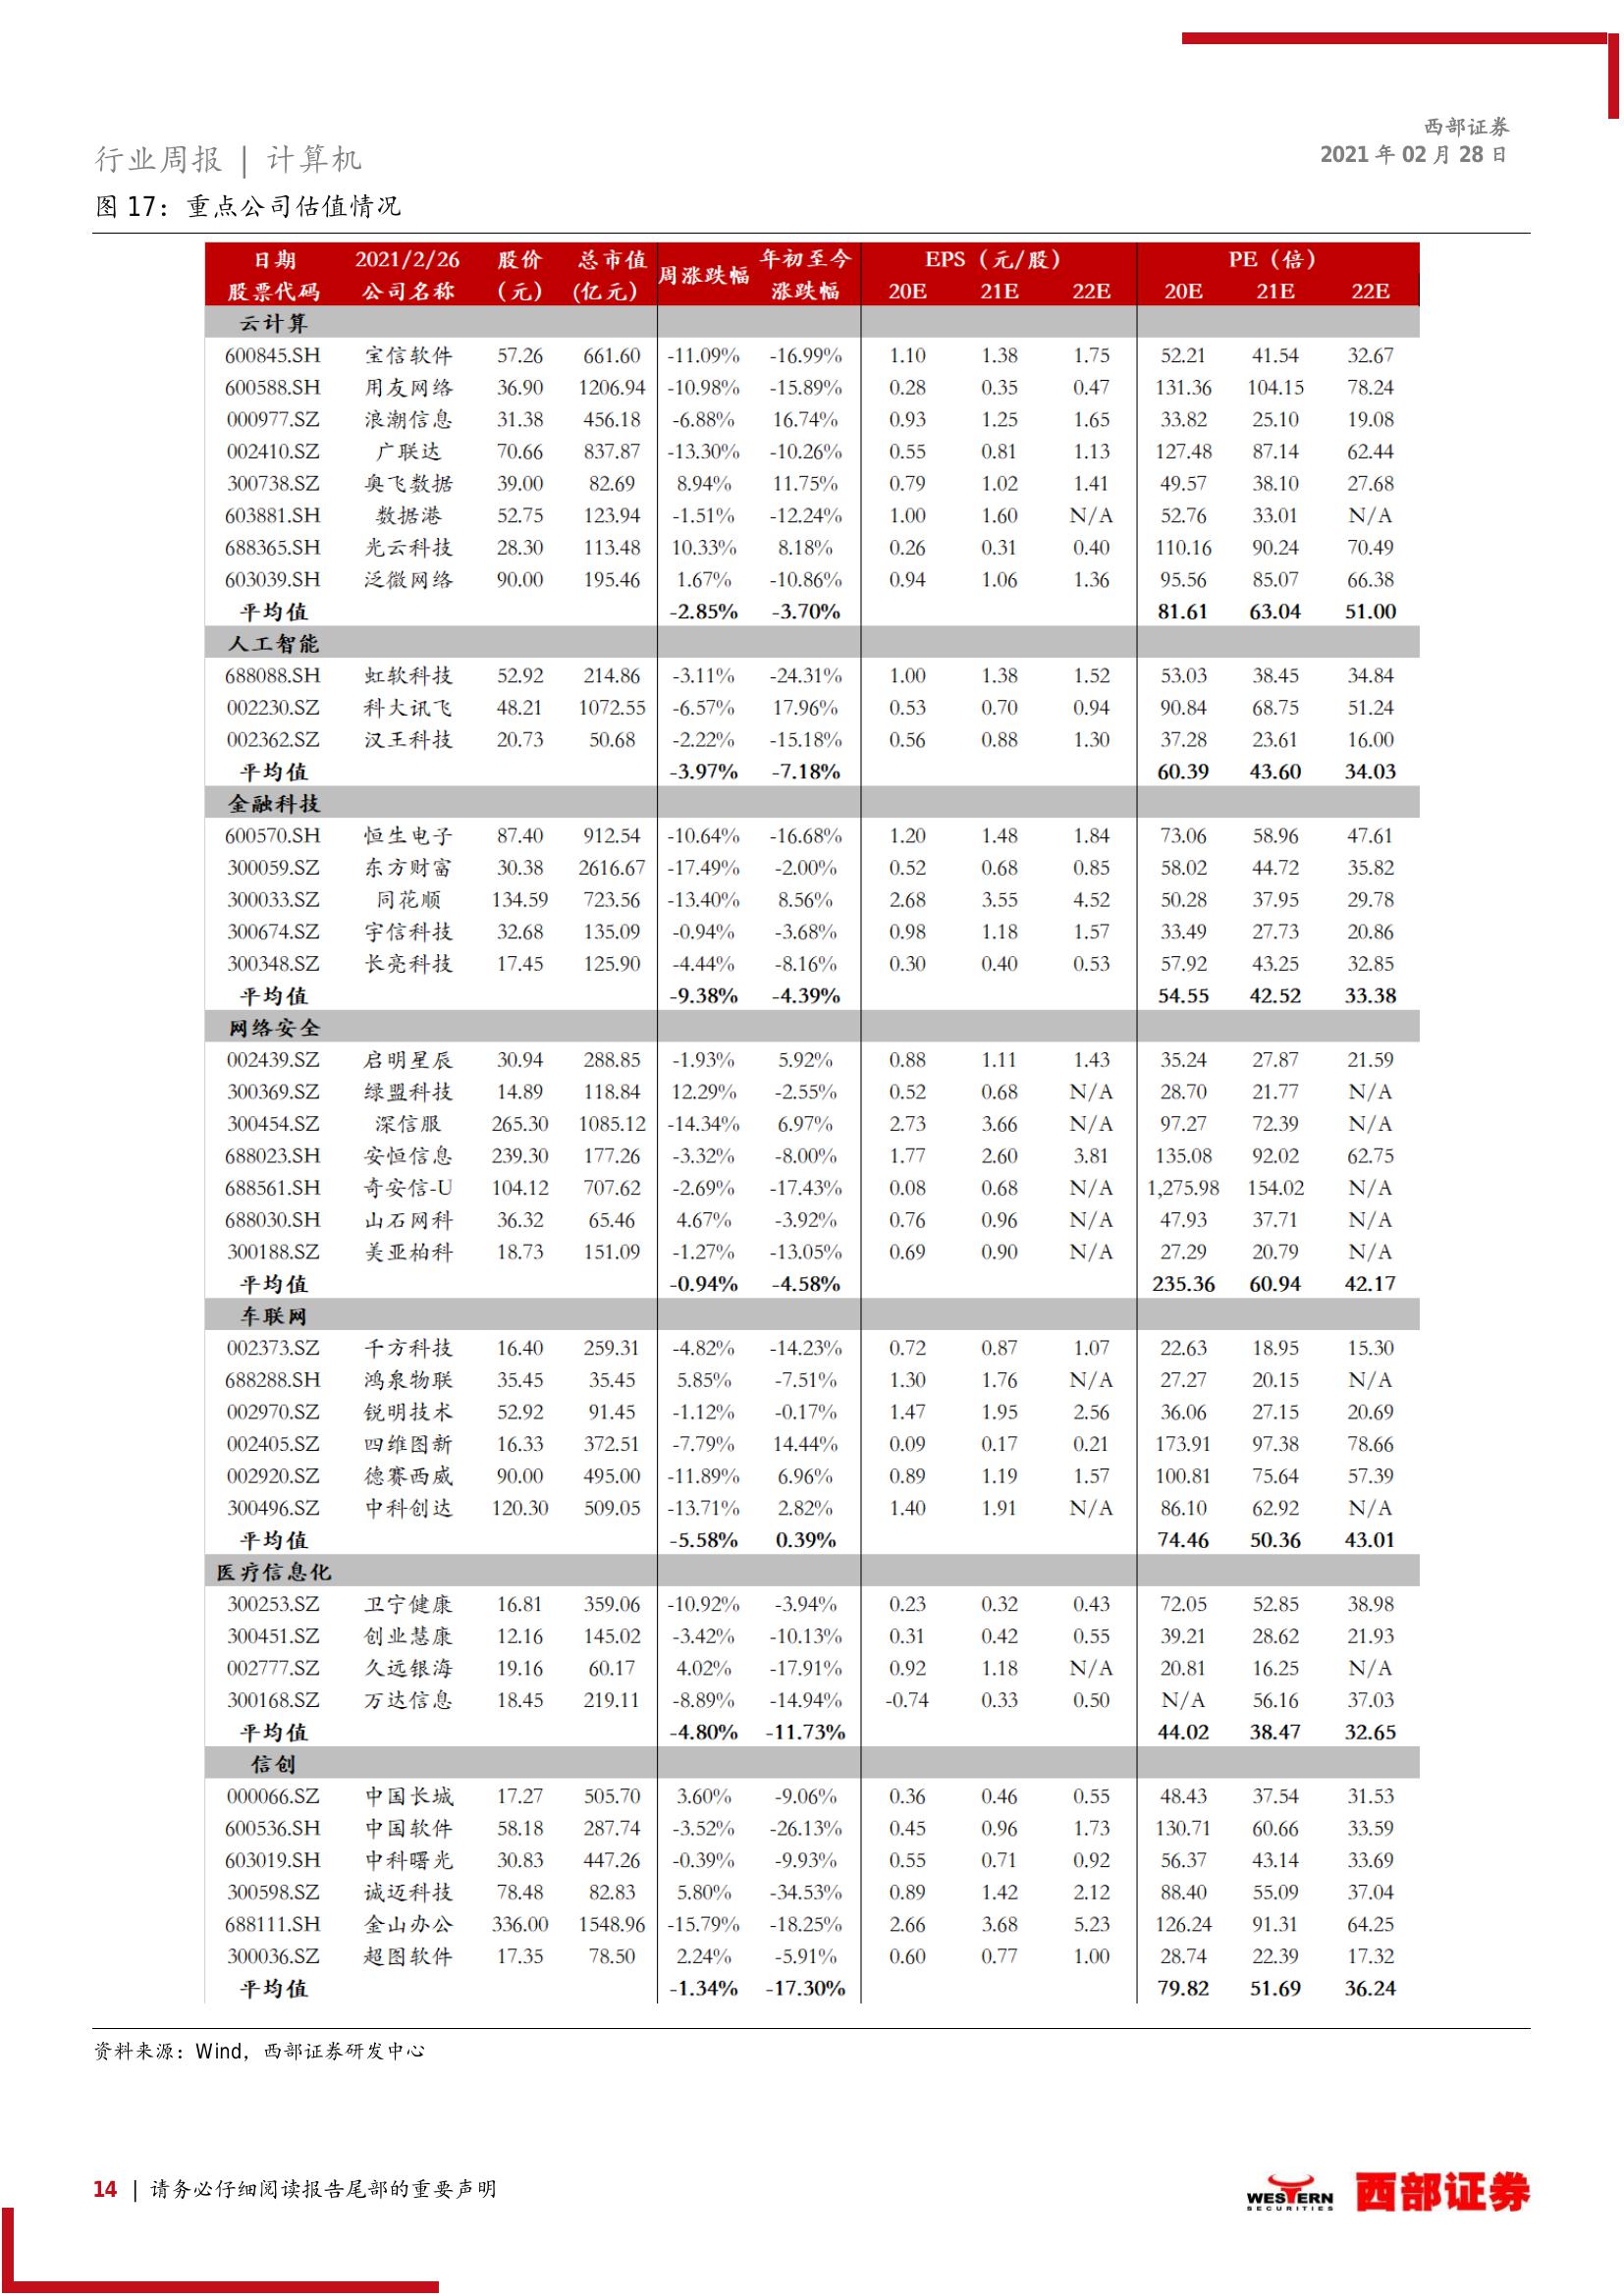 西部证券
行业周报 | 计算机
2021 年 02 月 28 日
图 17：重点公司估值情况
日期 2021/2/26 股价 总市值 周涨跌幅 年初至今 EPS（元/股） PE（倍）
股票代码 公司名称 （元） (亿元) 涨跌幅 20E 21E 22E 20E 21E 22E
云计算
600845.SH 宝信软件 57.26 661.60 -11.09% -16.99% 1.10 1.38 1.75 52.21 41.54 32.67
600588.SH 用友网络 36.90 1206.94 -10.98% -15.89% 0.28 0.35 0.47 131.36 104.15 78.24
000977.SZ 浪潮信息 31.38 456.18 -6.88% 16.74% 0.93 1.25 1.65 33.82 25.10 19.08
002410.SZ 广联达 70.66 837.87 -13.30% -10.26% 0.55 0.81 1.13 127.48 87.14 62.44
300738.SZ 奥飞数据 39.00 82.69 8.94% 11.75% 0.79 1.02 1.41 49.57 38.10 27.68
603881.SH 数据港 52.75 123.94 -1.51% -12.24% 1.00 1.60 N/A 52.76 33.01 N/A
688365.SH 光云科技 28.30 113.48 10.33% 8.18% 0.26 0.31 0.40 110.16 90.24 70.49
603039.SH 泛微网络 90.00 195.46 1.67% -10.86% 0.94 1.06 1.36 95.56 85.07 66.38
平均值 -2.85% -3.70% 81.61 63.04 51.00
人工智能
688088.SH 虹软科技 52.92 214.86 -3.11% -24.31% 1.00 1.38 1.52 53.03 38.45 34.84
002230.SZ 科大讯飞 48.21 1072.55 -6.57% 17.96% 0.53 0.70 0.94 90.84 68.75 51.24
002362.SZ 汉王科技 20.73 50.68 -2.22% -15.18% 0.56 0.88 1.30 37.28 23.61 16.00
平均值 -3.97% -7.18% 60.39 43.60 34.03
金融科技
600570.SH 恒生电子 87.40 912.54 -10.64% -16.68% 1.20 1.48 1.84 73.06 58.96 47.61
300059.SZ 东方财富 30.38 2616.67 -17.49% -2.00% 0.52 0.68 0.85 58.02 44.72 35.82
300033.SZ 同花顺 134.59 723.56 -13.40% 8.56% 2.68 3.55 4.52 50.28 37.95 29.78
300674.SZ 宇信科技 32.68 135.09 -0.94% -3.68% 0.98 1.18 1.57 33.49 27.73 20.86
300348.SZ 长亮科技 17.45 125.90 -4.44% -8.16% 0.30 0.40 0.53 57.92 43.25 32.85
平均值 -9.38% -4.39% 54.55 42.52 33.38
网络安全
002439.SZ 启明星辰 30.94 288.85 -1.93% 5.92% 0.88 1.11 1.43 35.24 27.87 21.59
300369.SZ 绿盟科技 14.89 118.84 12.29% -2.55% 0.52 0.68 N/A 28.70 21.77 N/A
300454.SZ 深信服 265.30 1085.12 -14.34% 6.97% 2.73 3.66 N/A 97.27 72.39 N/A
688023.SH 安恒信息 239.30 177.26 -3.32% -8.00% 1.77 2.60 3.81 135.08 92.02 62.75
688561.SH 奇安信-U 104.12 707.62 -2.69% -17.43% 0.08 0.68 N/A 1,275.98 154.02 N/A
688030.SH 山石网科 36.32 65.46 4.67% -3.92% 0.76 0.96 N/A 47.93 37.71 N/A
300188.SZ 美亚柏科 18.73 151.09 -1.27% -13.05% 0.69 0.90 N/A 27.29 20.79 N/A
平均值 -0.94% -4.58% 235.36 60.94 42.17
车联网
002373.SZ 千方科技 16.40 259.31 -4.82% -14.23% 0.72 0.87 1.07 22.63 18.95 15.30
688288.SH 鸿泉物联 35.45 35.45 5.85% -7.51% 1.30 1.76 N/A 27.27 20.15 N/A
002970.SZ 锐明技术 52.92 91.45 -1.12% -0.17% 1.47 1.95 2.56 36.06 27.15 20.69
002405.SZ 四维图新 16.33 372.51 -7.79% 14.44% 0.09 0.17 0.21 173.91 97.38 78.66
002920.SZ 德赛西威 90.00 495.00 -11.89% 6.96% 0.89 1.19 1.57 100.81 75.64 57.39
300496.SZ 中科创达 120.30 509.05 -13.71% 2.82% 1.40 1.91 N/A 86.10 62.92 N/A
平均值 -5.58% 0.39% 74.46 50.36 43.01
医疗信息化
300253.SZ 卫宁健康 16.81 359.06 -10.92% -3.94% 0.23 0.32 0.43 72.05 52.85 38.98
300451.SZ 创业慧康 12.16 145.02 -3.42% -10.13% 0.31 0.42 0.55 39.21 28.62 21.93
002777.SZ 久远银海 19.16 60.17 4.02% -17.91% 0.92 1.18 N/A 20.81 16.25 N/A
300168.SZ 万达信息 18.45 219.11 -8.89% -14.94% -0.74 0.33 0.50 N/A 56.16 37.03
平均值 -4.80% -11.73% 44.02 38.47 32.65
信创
000066.SZ 中国长城 17.27 505.70 3.60% -9.06% 0.36 0.46 0.55 48.43 37.54 31.53
600536.SH 中国软件 58.18 287.74 -3.52% -26.13% 0.45 0.96 1.73 130.71 60.66 33.59
603019.SH 中科曙光 30.83 447.26 -0.39% -9.93% 0.55 0.71 0.92 56.37 43.14 33.69
300598.SZ 诚迈科技 78.48 82.83 5.80% -34.53% 0.89 1.42 2.12 88.40 55.09 37.04
688111.SH 金山办公 336.00 1548.96 -15.79% -18.25% 2.66 3.68 5.23 126.24 91.31 64.25
300036.SZ 超图软件 17.35 78.50 2.24% -5.91% 0.60 0.77 1.00 28.74 22.39 17.32
平均值 -1.34% -17.30% 79.82 51.69 36.24
资料来源：Wind，西部证券研发中心
14 | 请务必仔细阅读报告尾部的重要声明
WESTERN SECURITIES 西部证券